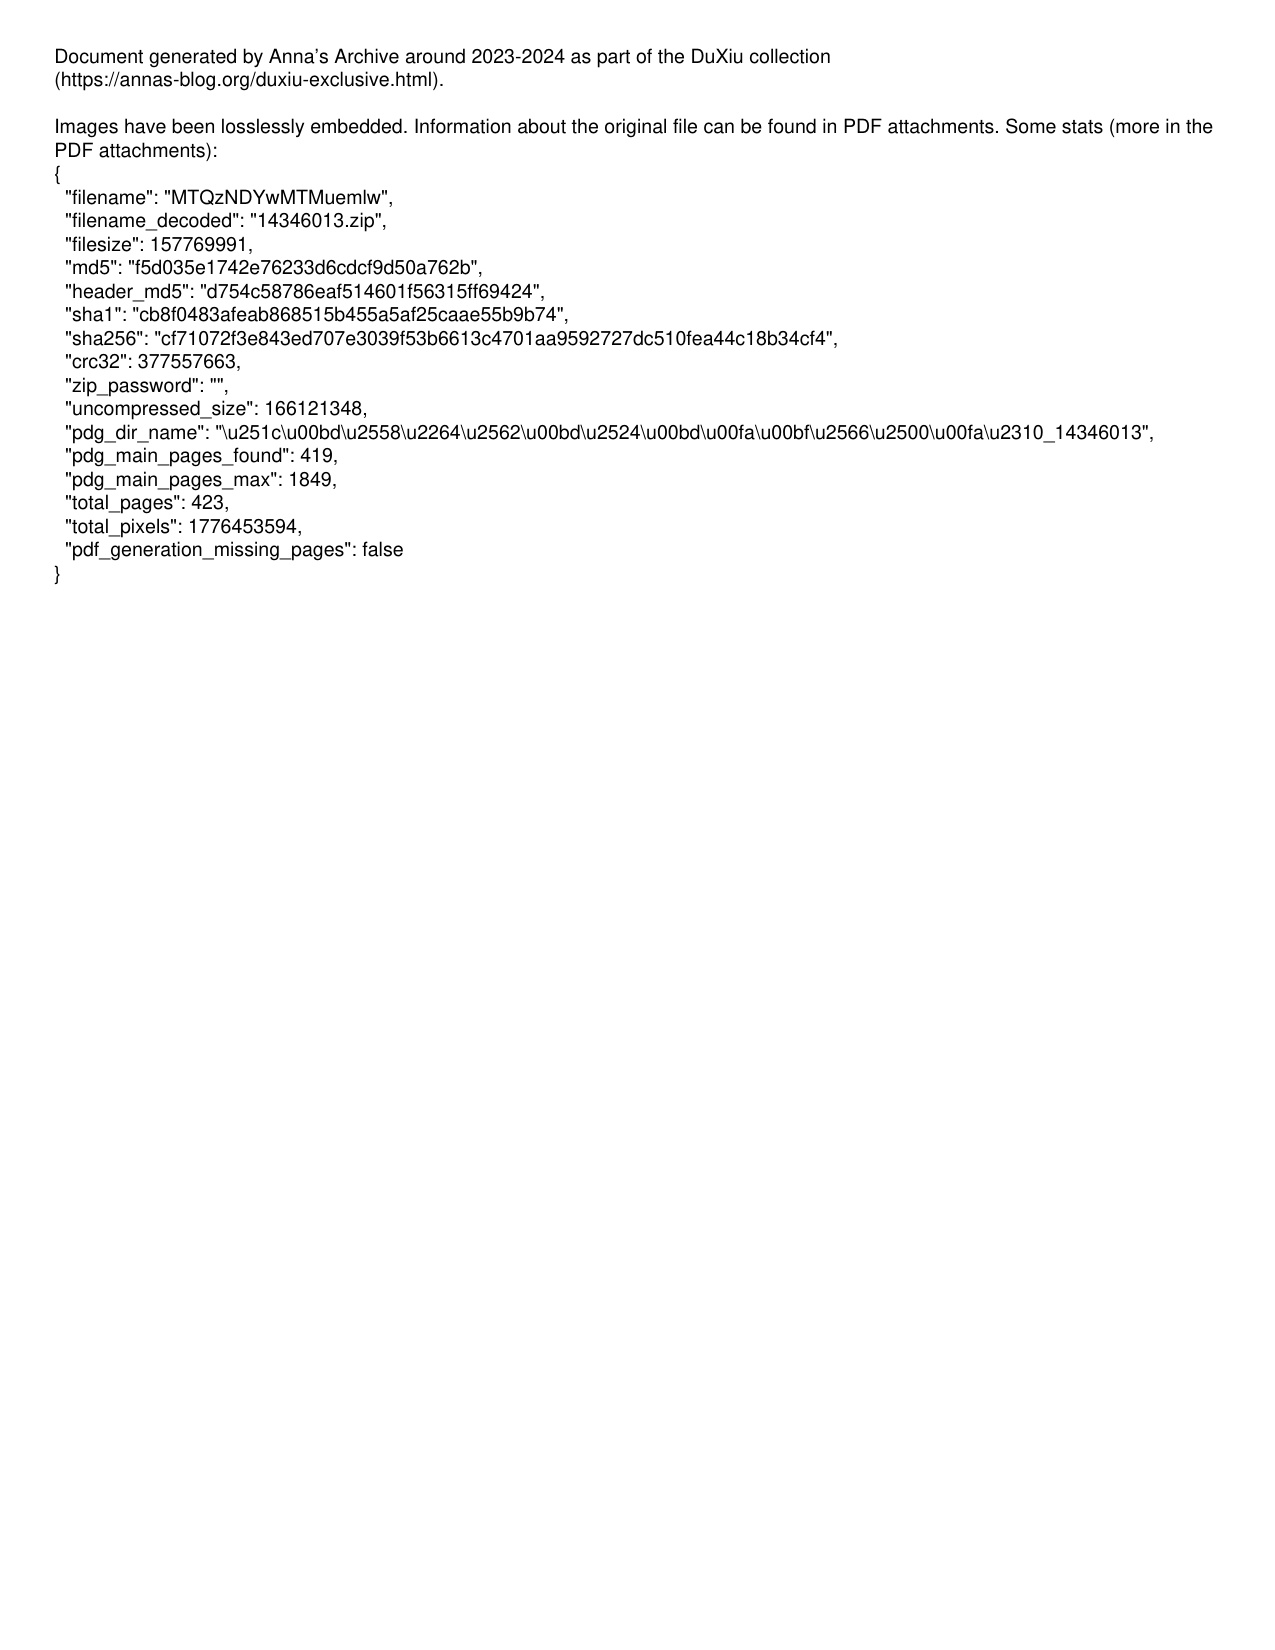 Document generated by Anna’s Archive around 2023-2024 as part of the DuXiu collection
(https://annas-blog.org/duxiu-exclusive.html).
Images have been losslessly embedded. Information about the original file can be found in PDF attachments. Some stats (more in the
PDF attachments):
{
"filename": "MTQzNDYwMTMuemlw",
"filename_decoded": "14346013.zip",
"filesize": 157769991,
"md5": "f5d035e1742e76233d6cdcf9d50a762b",
"header_md5": "d754c58786eaf514601f56315ff69424",
"sha1": "cb8f0483afeab868515b455a5af25caae55b9b74",
"sha256": "cf71072f3e843ed707e3039f53b6613c4701aa9592727dc510fea44c18b34cf4",
"crc32": 377557663,
"zip_password": "",
"uncompressed_size": 166121348,
"pdg_dir_name": "\u251c\u00bd\u2558\u2264\u2562\u00bd\u2524\u00bd\u00fa\u00bf\u2566\u2500\u00fa\u2310_14346013",
"pdg_main_pages_found": 419,
"pdg_main_pages_max": 1849,
"total_pages": 423,
"total_pixels": 1776453594,
"pdf_generation_missing_pages": false
}